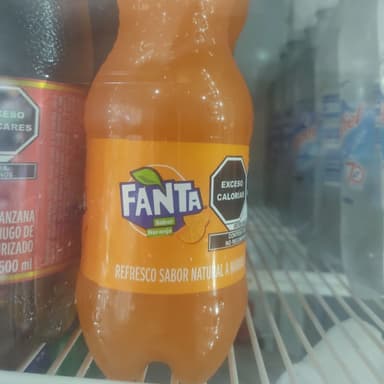 EXCESO
CARES
ANZANA
UGO DE
RIZADO
500 ml
FANTA
Sabor
Naranja
EXCESO
CALORÍAS
REFRESCO SABOR NATURAL A